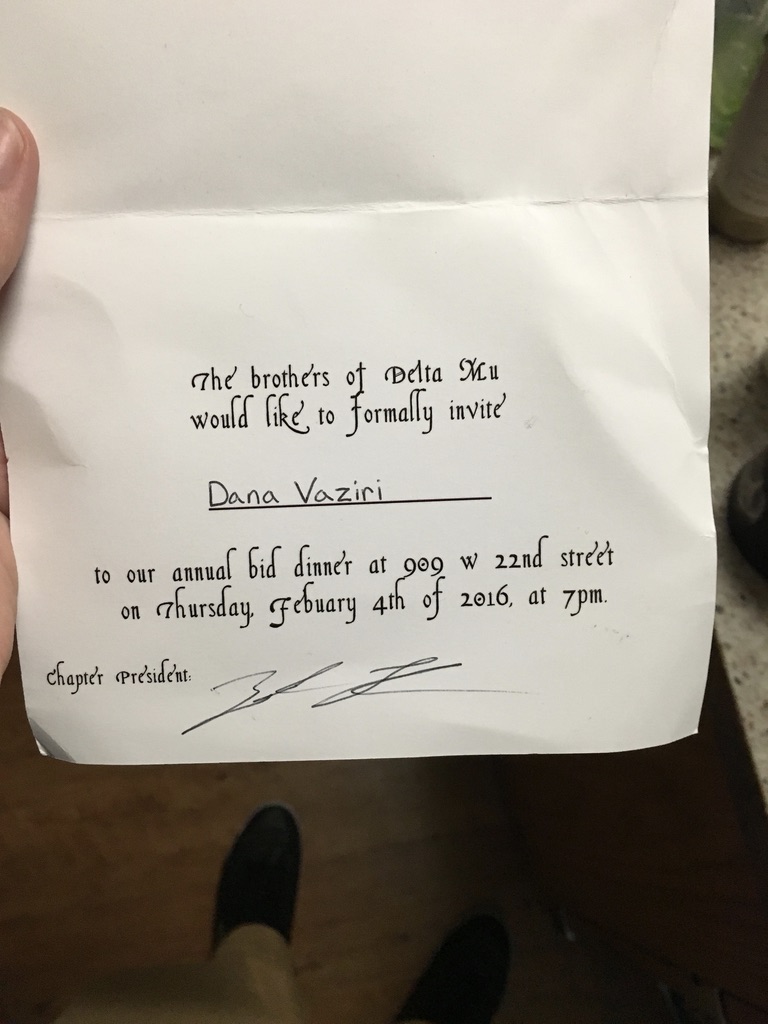 The brothers of Delta Mu
would like to formally invite
Dana Vaziri
to our annual bid dinner at 909 w 22nd street
on Thursday, Febuary 4th of 2016, at 7pm.
Chapter President: